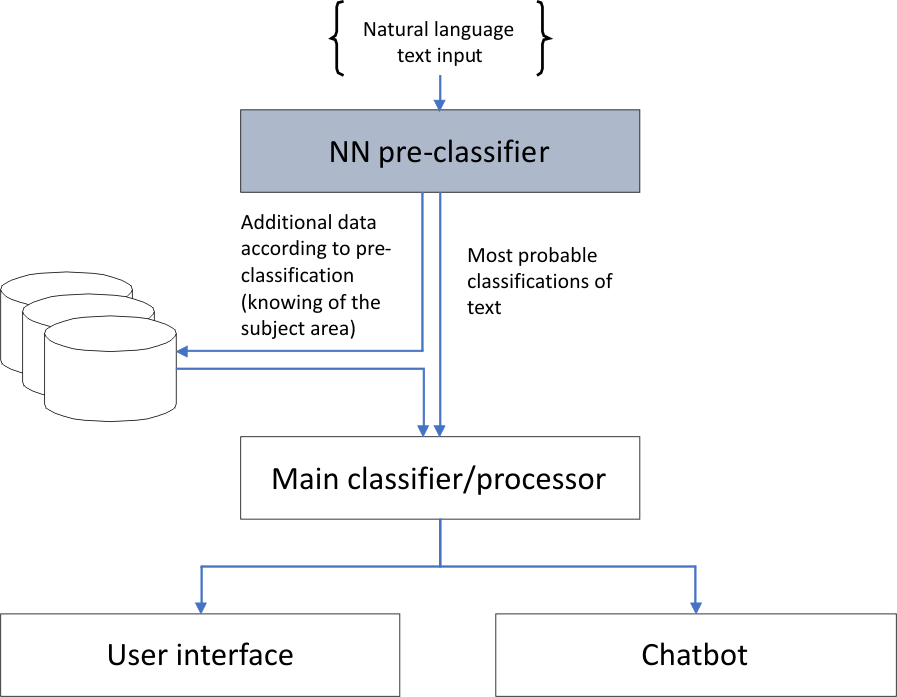 Natural language
text input
NN pre-classifier
Additional data
according to pre-
classification
(knowing of the
subject area)
Most probable
classifications of
text
Main classifier/processor
User interface
Chatbot